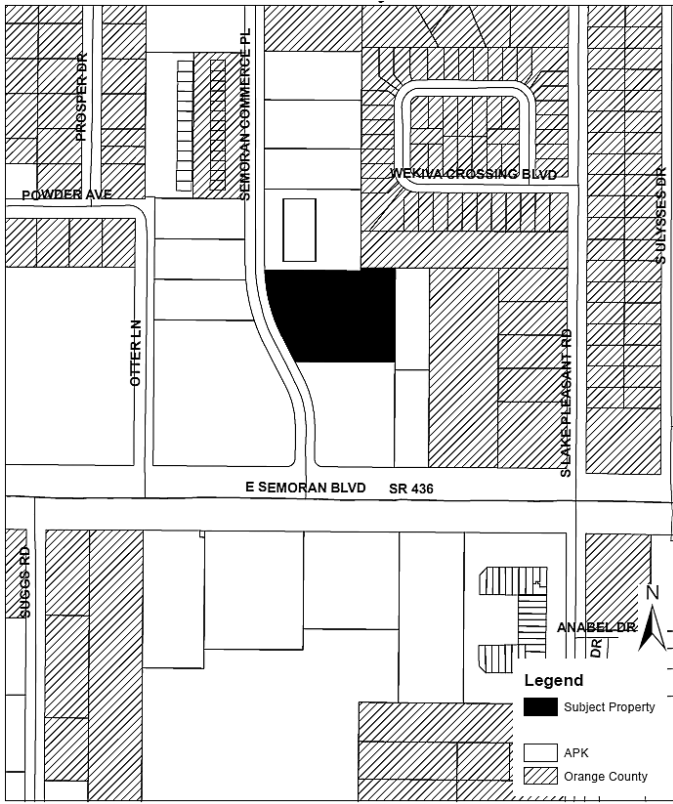 PROSPER DR
SEMORAN COMMERCE PL
WEKIVA CROSSING BLVD
POWDER AVE
S ULYSSES DR
OTTER LN
S LAKE PLEASANT RD
E SEMORAN BLVD SR 436
SUGGS RD
N
ANABEL DR
DR
Legend
Subject Property
APK
Orange County